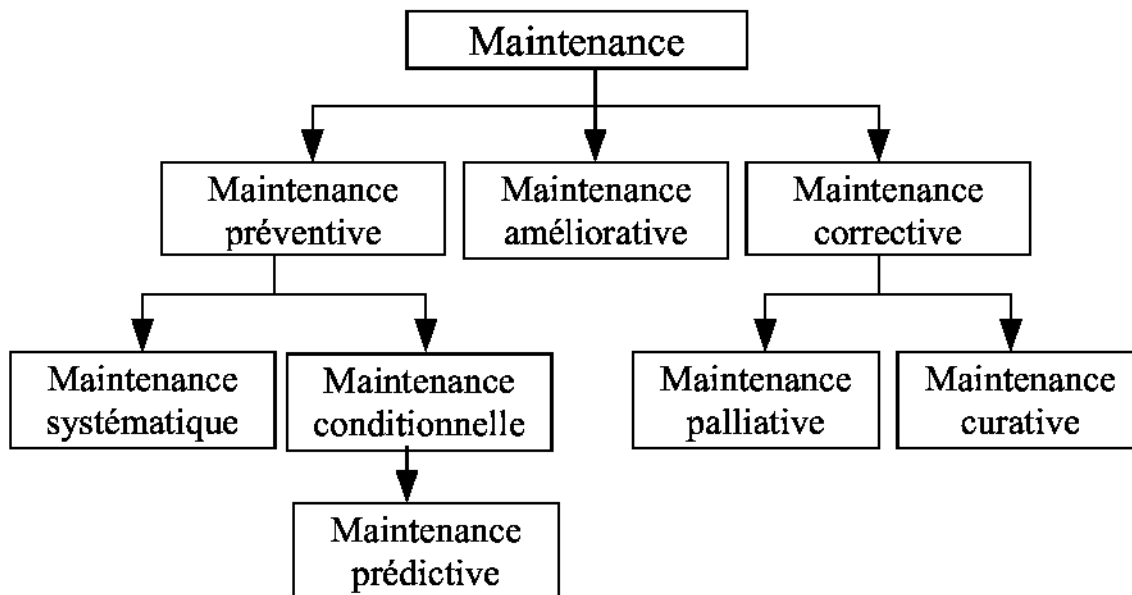 Maintenance
Maintenance
préventive
Maintenance
améliorative
Maintenance
corrective
Maintenance
systématique
Maintenance
conditionnelle
Maintenance
palliative
Maintenance
curative
Maintenance
prédictive